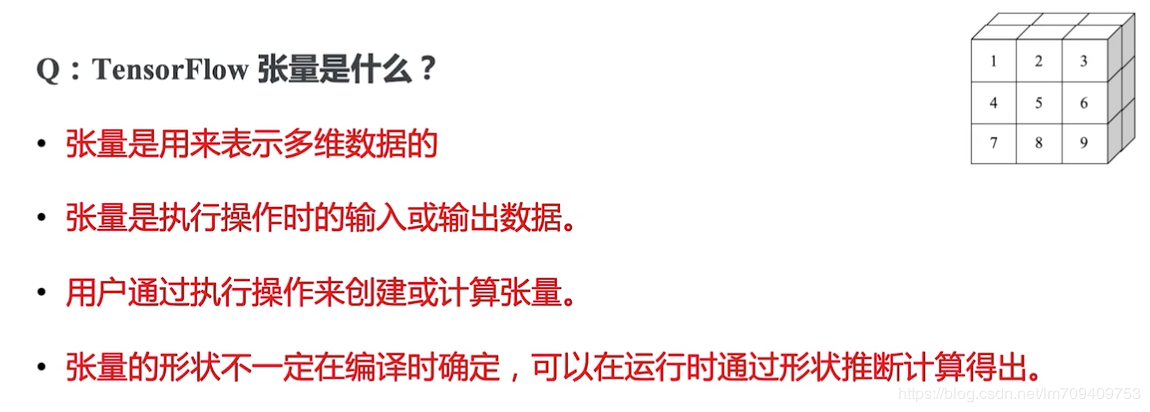 Q：TensorFlow 张量是什么？
1 2 3
4 5 6
7 8 9
• 张量是用来表示多维数据的
• 张量是执行操作时的输入或输出数据。
• 用户通过执行操作来创建或计算张量。
• 张量的形状不一定在编译时确定，可以在运行时通过形状推断计算得出。
https://blog.csdn.net/lm709409753